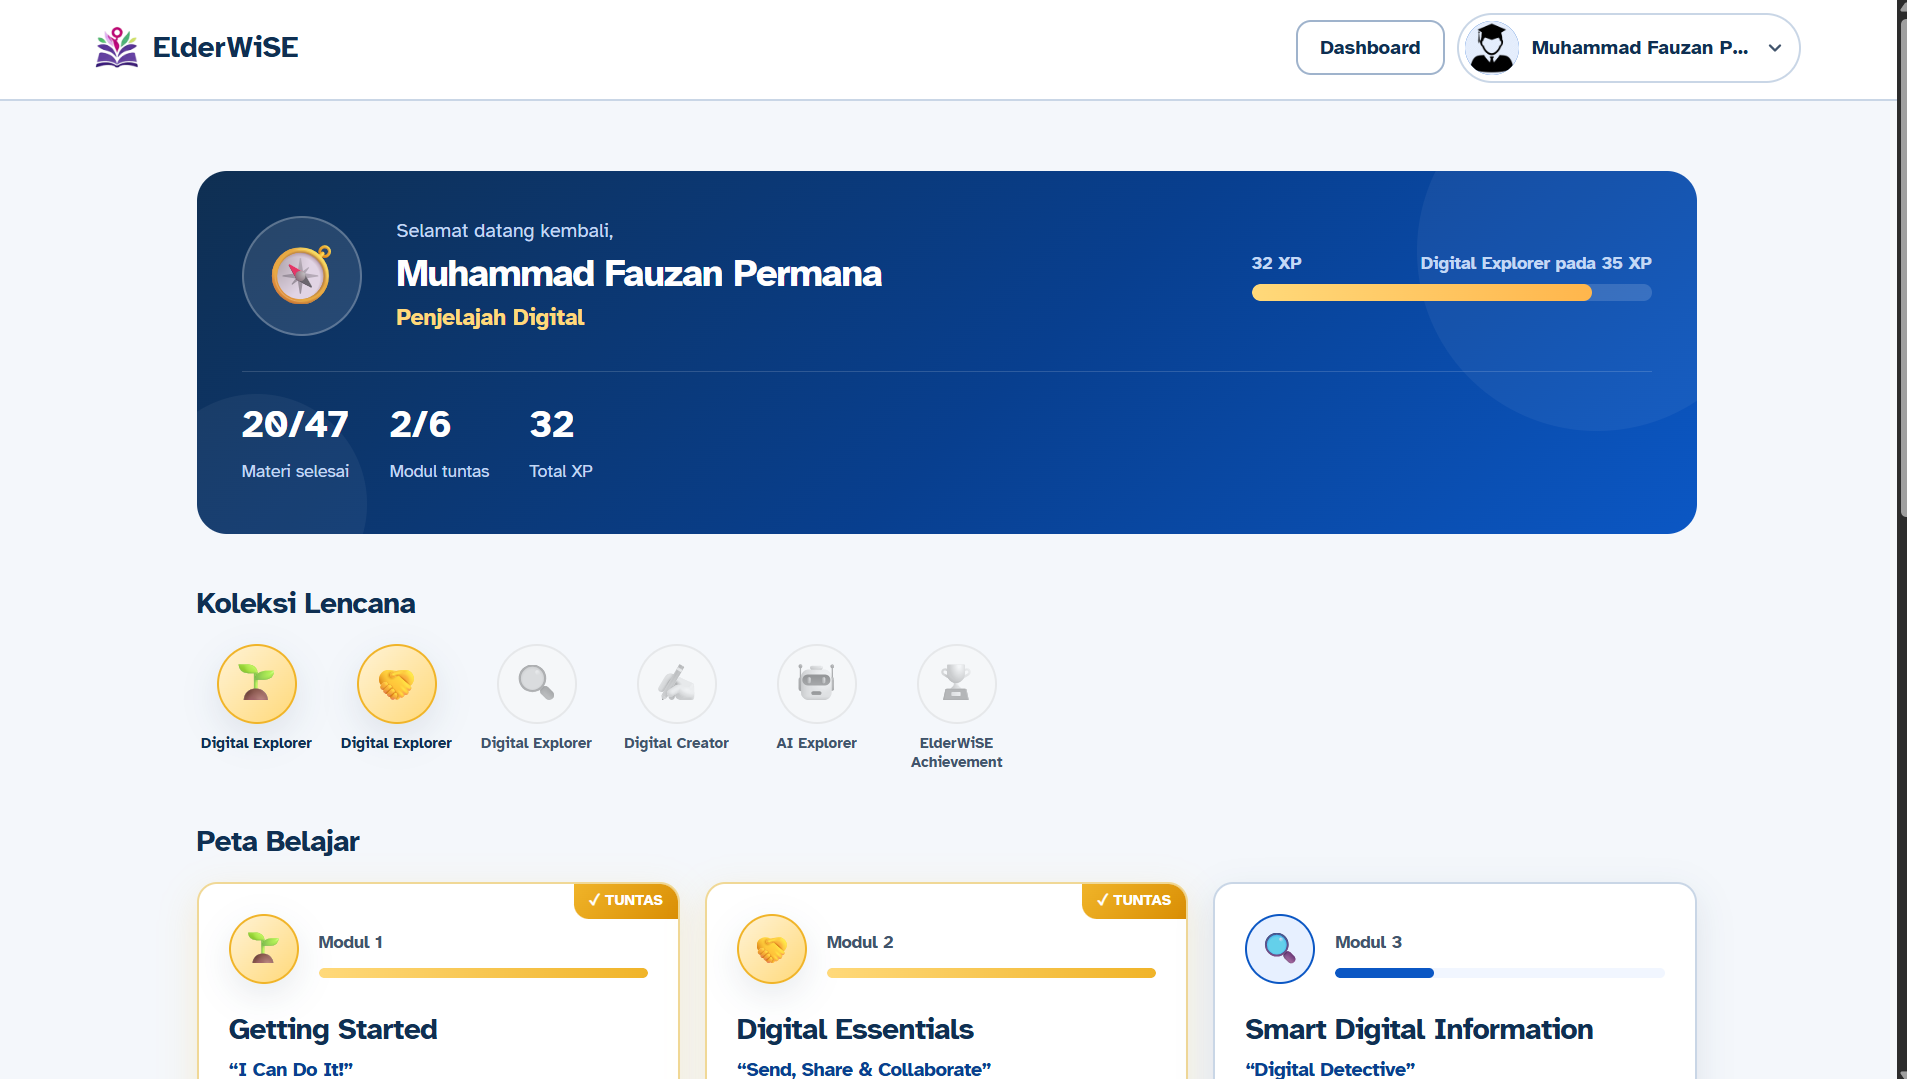 ElderWiSE
Dashboard
Muhammad Fauzan P...
Selamat datang kembali,
Muhammad Fauzan Permana
Penjelajah Digital
32 XP
Digital Explorer pada 35 XP
20/47
2/6
32
Materi selesai
Modul tuntas
Total XP
Koleksi Lencana
Digital Explorer
Digital Explorer
Digital Explorer
Digital Creator
AI Explorer
ElderWiSE
Achievement
Peta Belajar
✓ TUNTAS
Modul 1
Getting Started
“I Can Do It!”
✓ TUNTAS
Modul 2
Digital Essentials
“Send, Share & Collaborate”
Modul 3
Smart Digital Information
“Digital Detective”